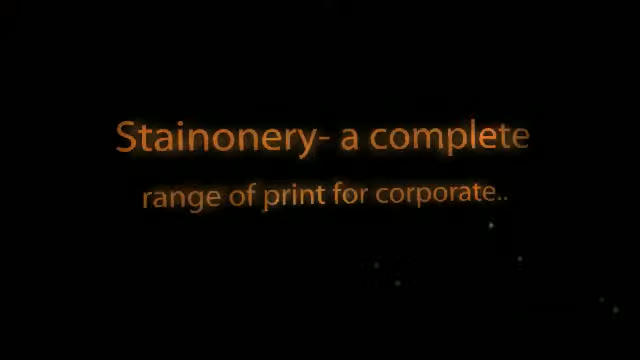 Stainonery- a complete
range of print for corporate..